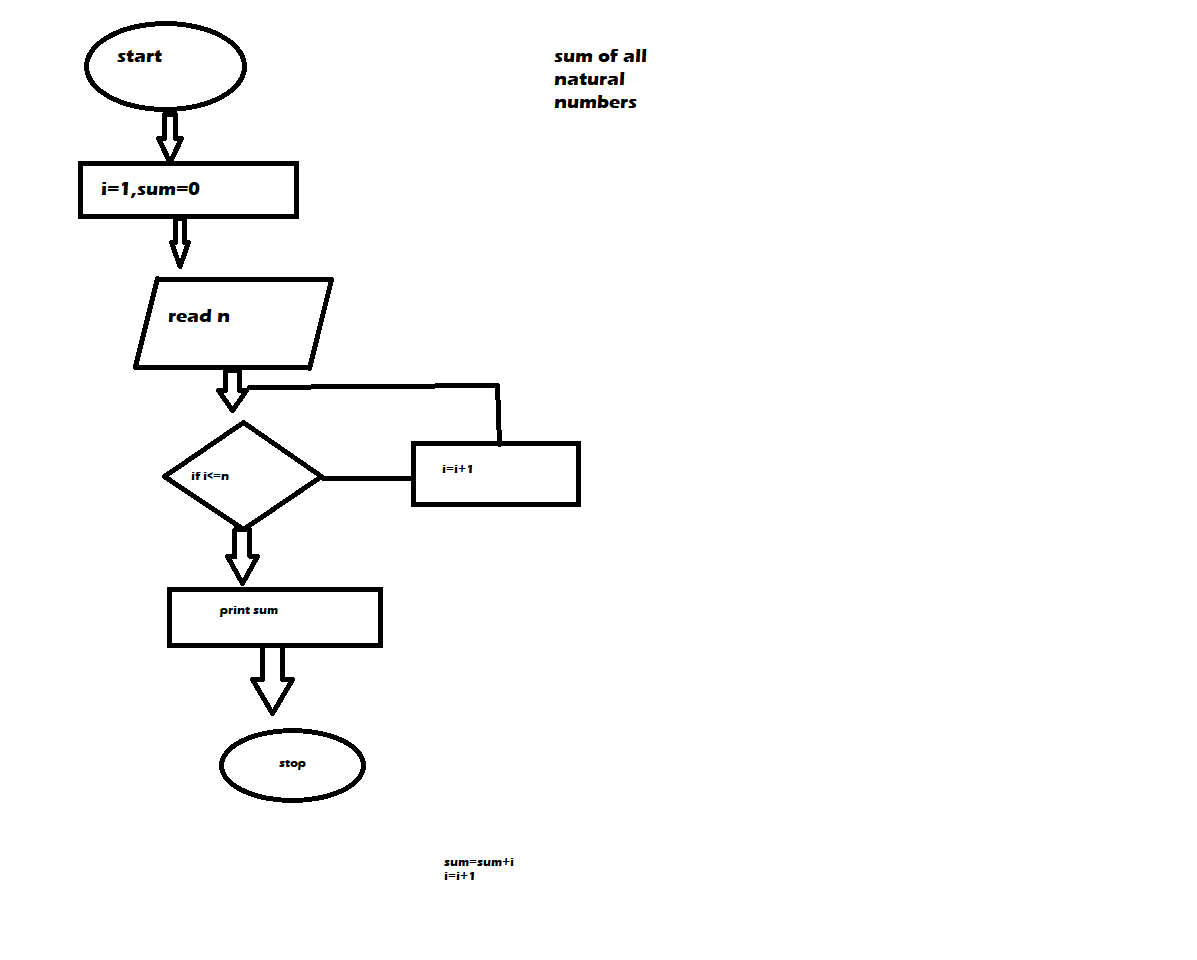 start
sum of all
natural
numbers
i=1,sum=0
read n
if i<=n
i=i+1
print sum
stop
sum=sum+i
i=i+1